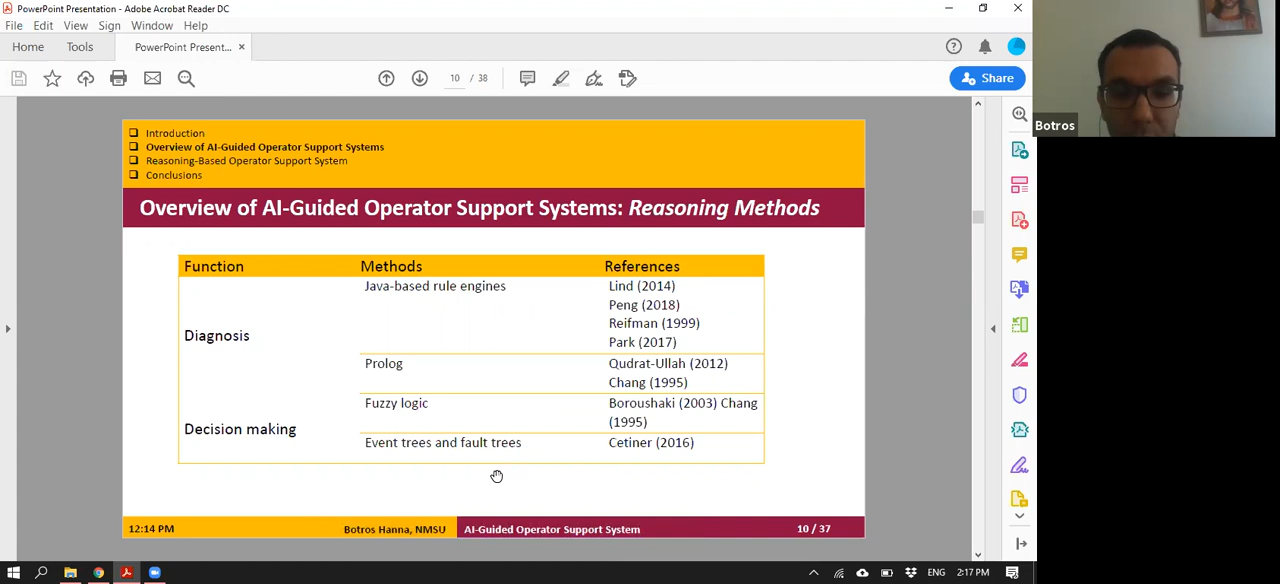 PowerPoint Presentation - Adobe Acrobat Reader DC
File Edit View Sign Window Help
Home Tools PowerPoint Present... ×
10 / 38
Share
Botros
Introduction
Overview of AI-Guided Operator Support Systems
Reasoning-Based Operator Support System
Conclusions
Overview of AI-Guided Operator Support Systems: Reasoning Methods
Function Methods References
Diagnosis
Java-based rule engines
Lind (2014)
Peng (2018)
Reifman (1999)
Park (2017)
Prolog
Qudrat-Ullah (2012)
Chang (1995)
Decision making
Fuzzy logic
Boroushaki (2003) Chang
(1995)
Event trees and fault trees
Cetiner (2016)
12:14 PM Botros Hanna, NMSU AI-Guided Operator Support System 10 / 37
ENG 2:17 PM